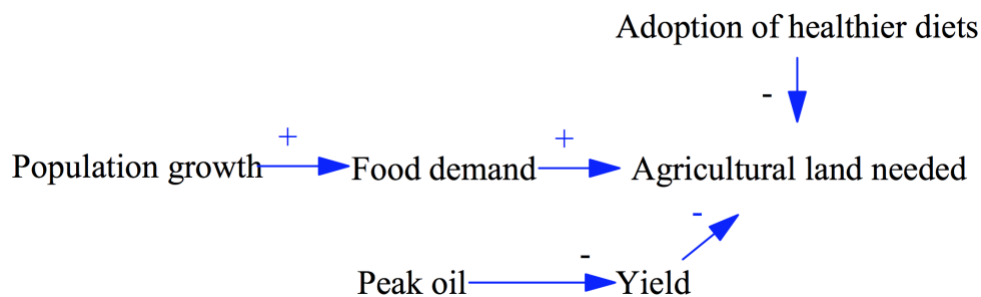 Adoption of healthier diets
-
+
+
Population growth Food demand Agricultural land needed
-
-
Peak oil Yield